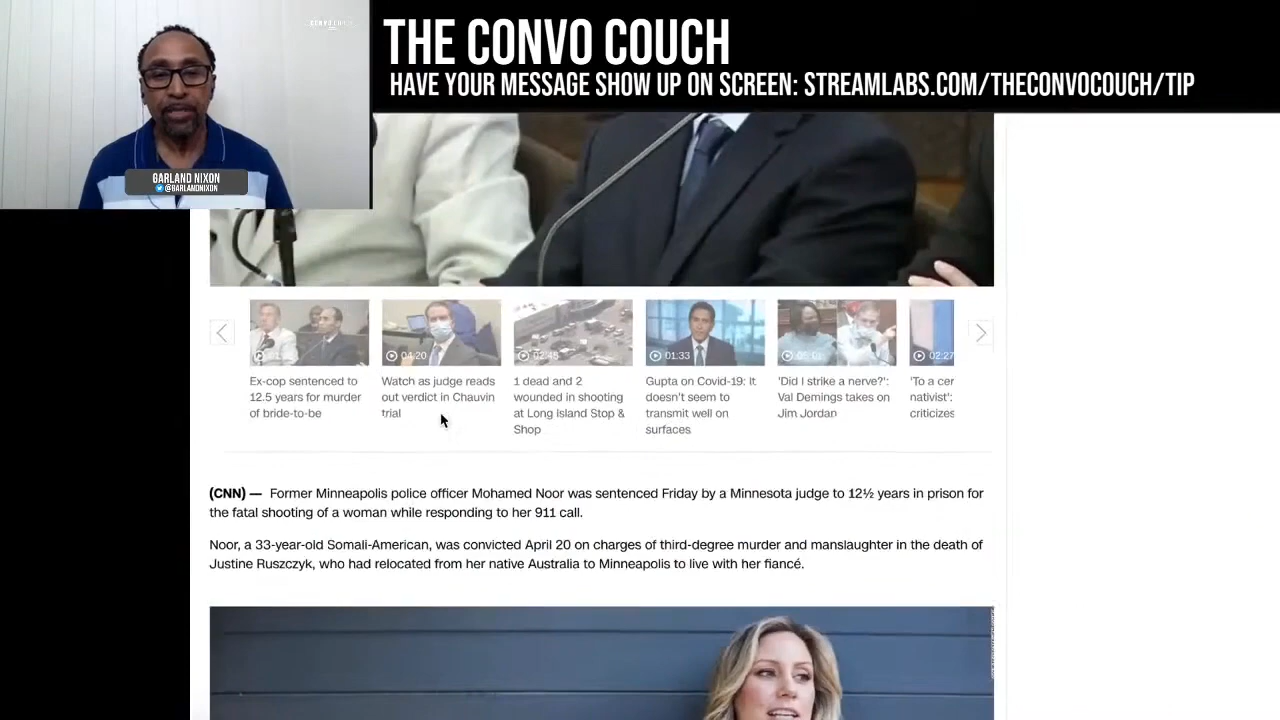 THE CONVO COUCH
HAVE YOUR MESSAGE SHOW UP ON SCREEN: STREAMLABS.COM/THECONVOCOUCH/TIP
GARLAND NIXON
@GARLANDNIXON
04:20
02:45
01:33
02:27
Ex-cop sentenced to
12.5 years for murder
of bride-to-be
Watch as judge reads
out verdict in Chauvin
trial
1 dead and 2
wounded in shooting
at Long Island Stop &
Shop
Gupta on Covid-19: It
doesn't seem to
transmit well on
surfaces
'Did I strike a nerve?':
Val Demings takes on
Jim Jordan
'To a cer
nativist':
criticizes
(CNN) — Former Minneapolis police officer Mohamed Noor was sentenced Friday by a Minnesota judge to 12½ years in prison for
the fatal shooting of a woman while responding to her 911 call.
Noor, a 33-year-old Somali-American, was convicted April 20 on charges of third-degree murder and manslaughter in the death of
Justine Ruszczyk, who had relocated from her native Australia to Minneapolis to live with her fiancé.